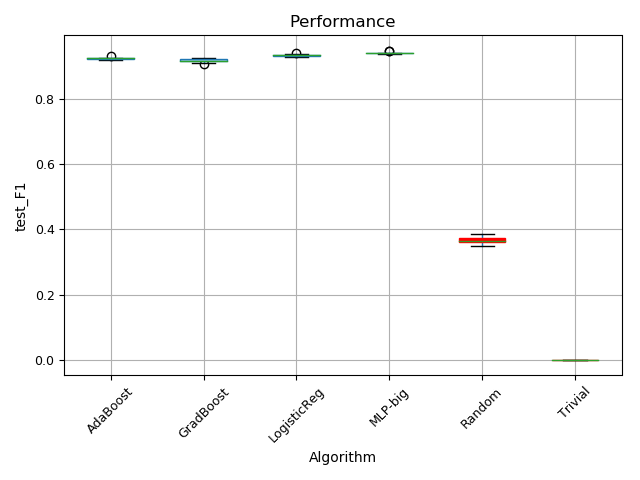 Performance
test_F1
0.8
0.6
0.4
0.2
0.0
AdaBoost
GradBoost
LogisticReg
MLP-big
Random
Trivial
Algorithm